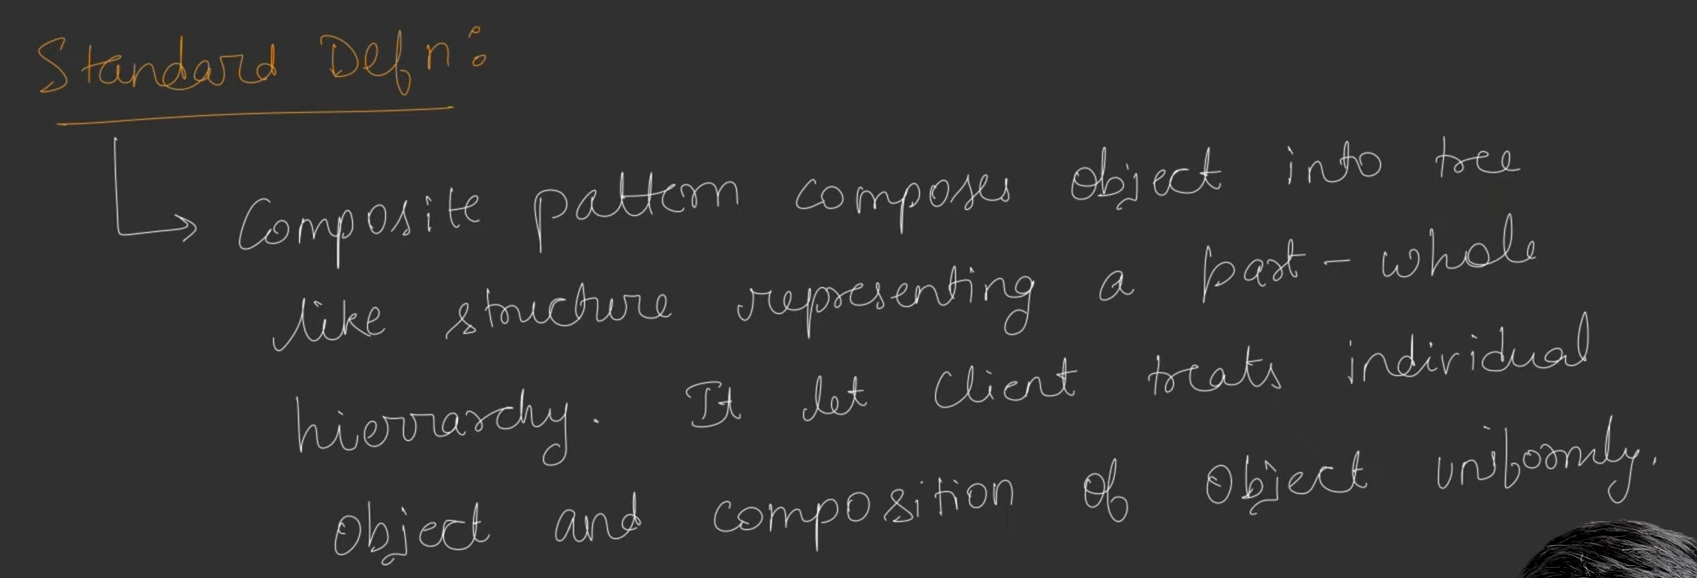 Standard Defn:
Composite pattern composes object into tree
like structure representing a part - whole
hierrarchy. It let Client treats individual
object and composition of object uniformly.